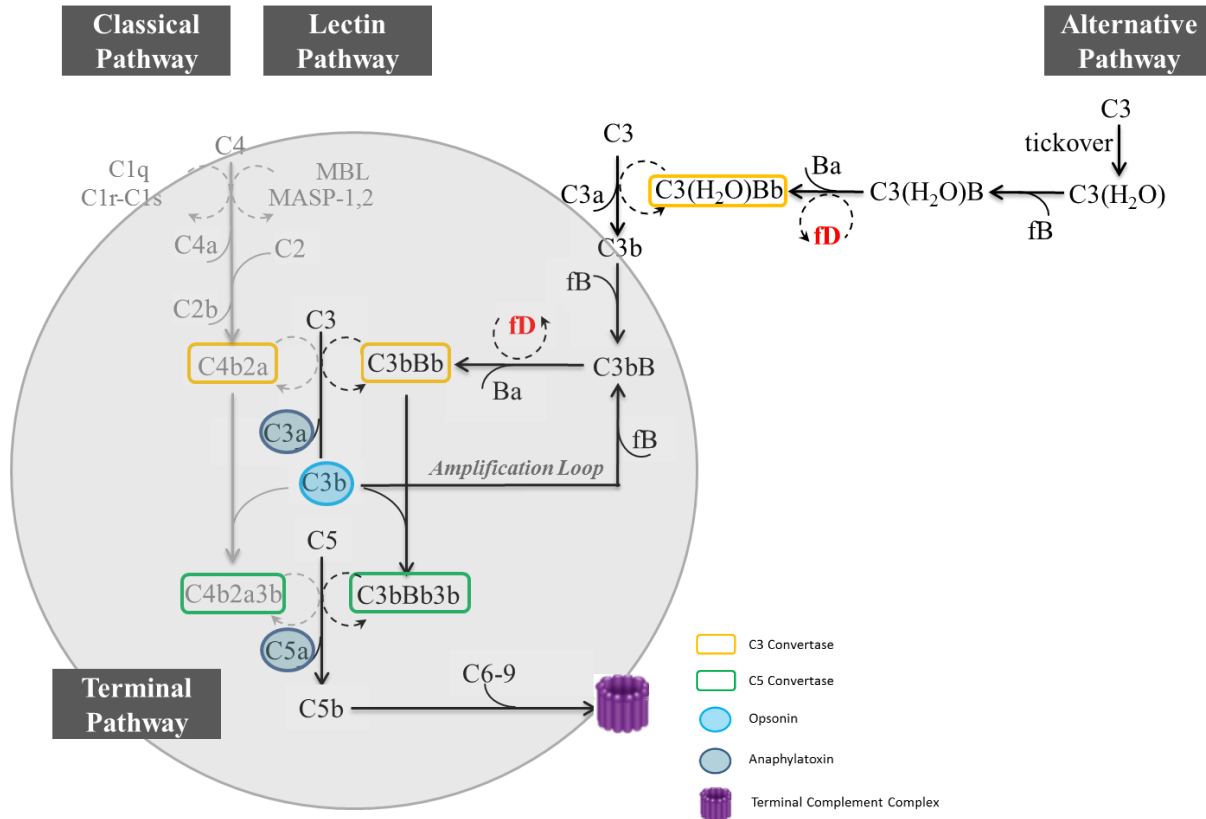 Classical
Pathway
Lectin
Pathway
Alternative
Pathway
C3
tickover
C3(H₂O)
fB
C3(H₂O)B
Ba
fD
C3(H₂O)Bb
C3
C3a
C3b
fB
C4
C1q
C1r-C1s
MBL
MASP-1,2
C4a
C2
C2b
C4b2a
C3
C3bBb
fD
Ba
C3bB
C3a
C3b
Amplification Loop
fB
C5
C4b2a3b
C3bBb3b
C5a
C5b
C6-9
Terminal
Pathway
C3 Convertase
C5 Convertase
Opsonin
Anaphylatoxin
Terminal Complement Complex